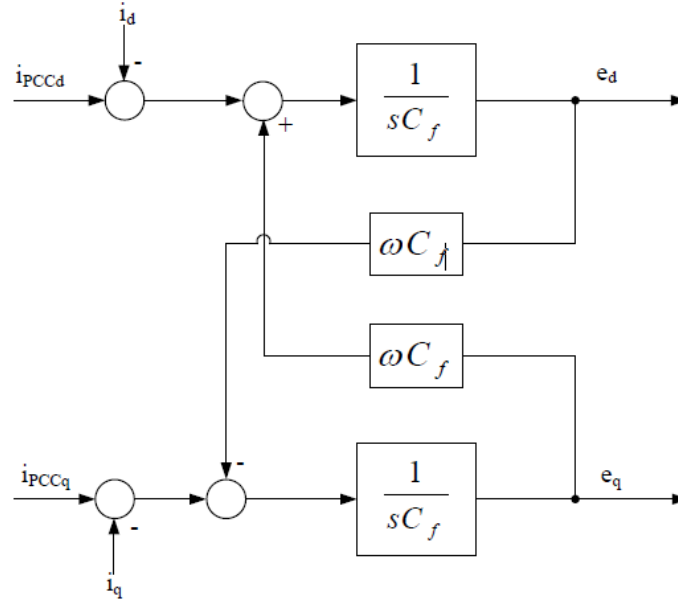 i_d
-
i_PCCd
+
1
sC_f
e_d
ωC_f
ωC_f
i_PCCq
-
-
1
sC_f
e_q
i_q